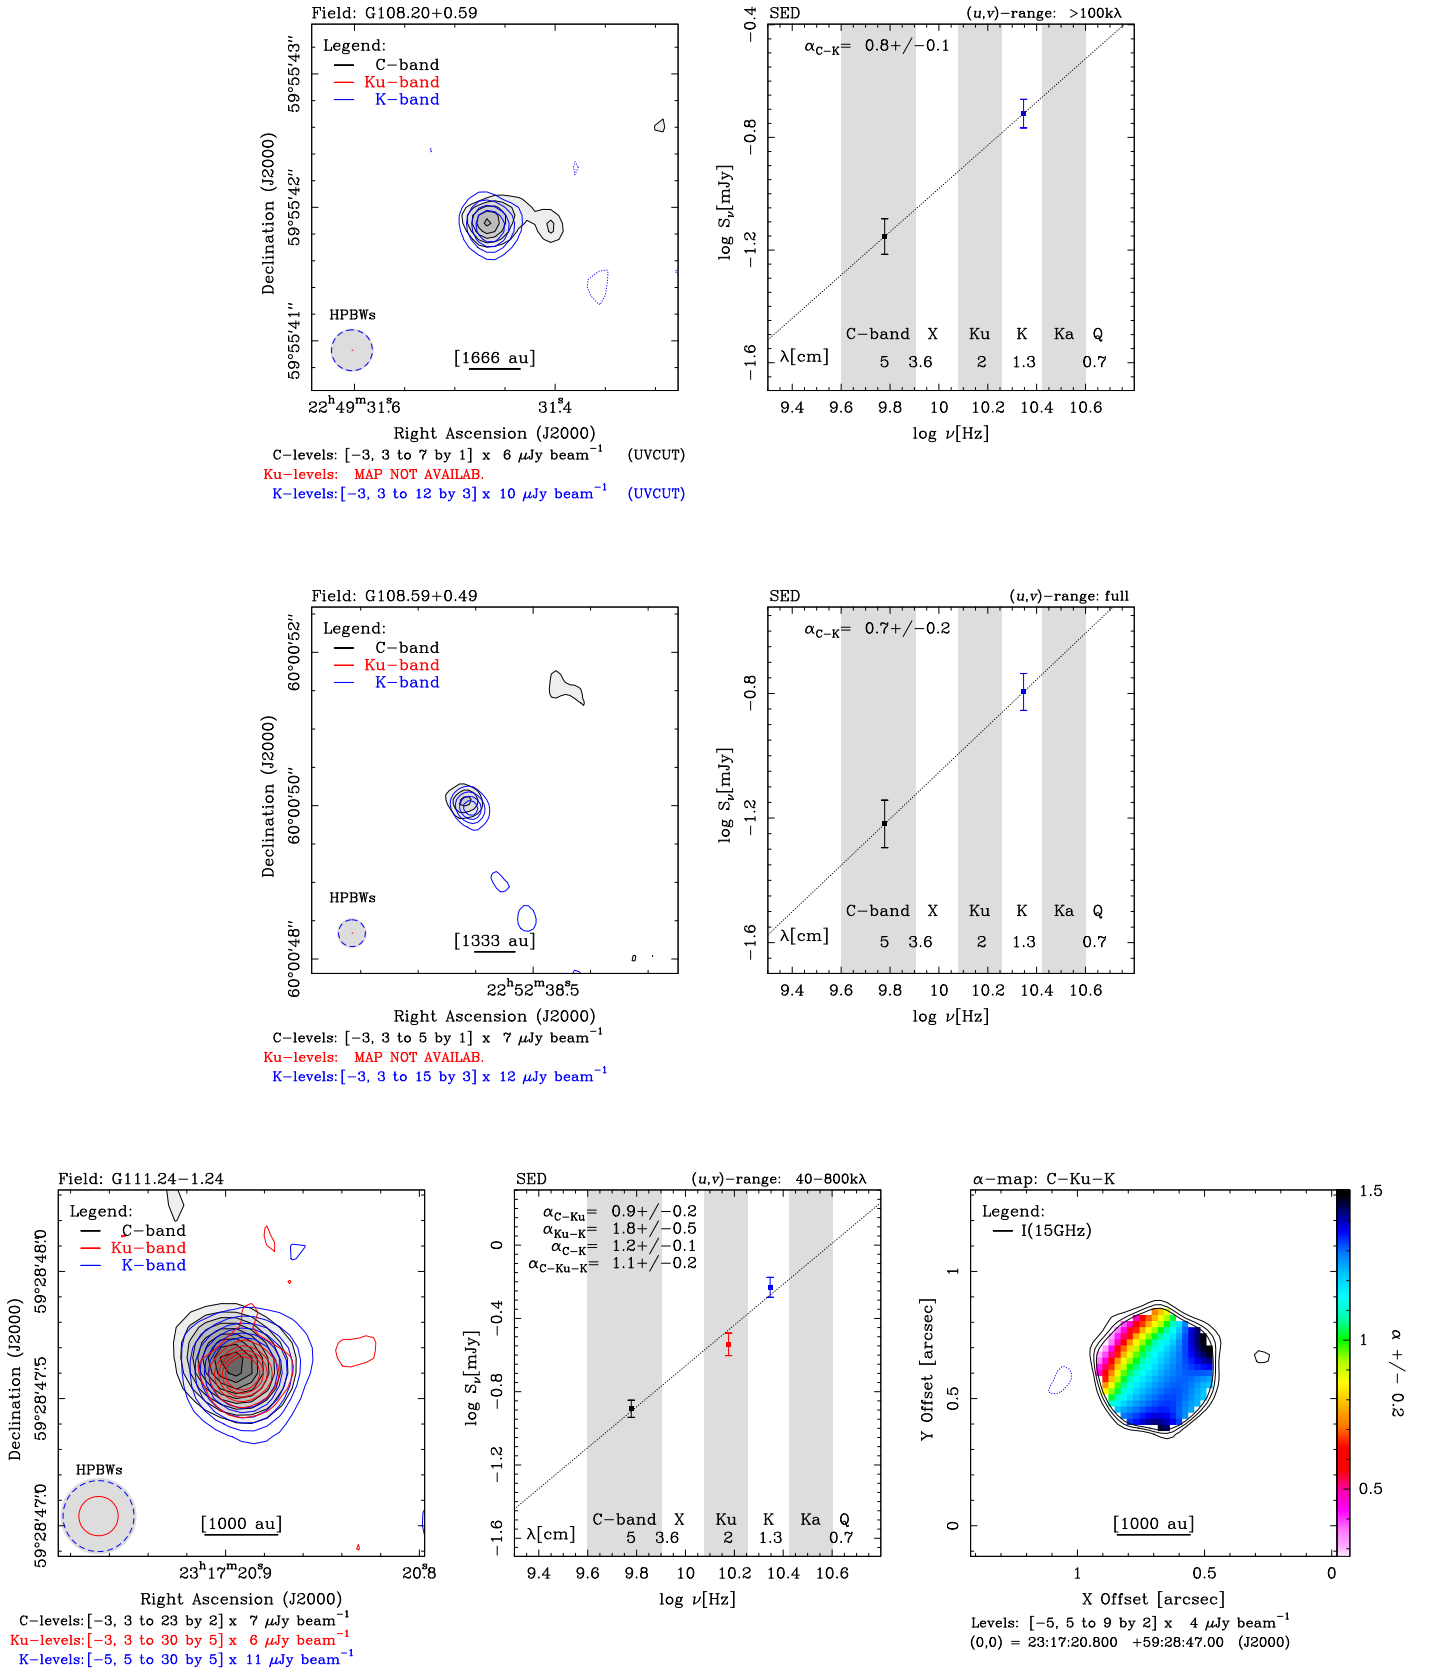 Field: G108.20+0.59
Legend:
C-band
Ku-band
K-band
Declination (J2000)
59°55'43''
59°55'42''
59°55'41''
HPBWs
[1666 au]
22h49m31.6s
31.4
Right Ascension (J2000)
C-levels: [-3, 3 to 7 by 1] x 6 μJy beam−1 (UVCUT)
Ku-levels: MAP NOT AVAILAB.
K-levels: [-3, 3 to 12 by 3] x 10 μJy beam−1 (UVCUT)
SED (u,v)-range: >100kλ
αC-K= 0.8+/-0.1
log Sν[mJy]
-0.4
-0.8
-1.2
-1.6
C-band X Ku K Ka Q
λ[cm] 5 3.6 2 1.3 0.7
9.4 9.6 9.8 10 10.2 10.4 10.6
log ν[Hz]
Field: G108.59+0.49
Legend:
C-band
Ku-band
K-band
Declination (J2000)
60°00'52''
60°00'50''
60°00'48''
HPBWs
[1333 au]
22h52m38.5s
Right Ascension (J2000)
C-levels: [-3, 3 to 5 by 1] x 7 μJy beam−1
Ku-levels: MAP NOT AVAILAB.
K-levels: [-3, 3 to 15 by 3] x 12 μJy beam−1
SED (u,v)-range: full
αC-K= 0.7+/-0.2
log Sν[mJy]
-0.8
-1.2
-1.6
C-band X Ku K Ka Q
λ[cm] 5 3.6 2 1.3 0.7
9.4 9.6 9.8 10 10.2 10.4 10.6
log ν[Hz]
Field: G111.24-1.24
Legend:
C-band
Ku-band
K-band
Declination (J2000)
59°28'48''.0
59°28'47''.5
59°28'47''.0
HPBWs
[1000 au]
23h17m20.9s
20.8s
Right Ascension (J2000)
C-levels: [-3, 3 to 23 by 2] x 7 μJy beam−1
Ku-levels: [-3, 3 to 30 by 5] x 6 μJy beam−1
K-levels: [-5, 5 to 30 by 5] x 11 μJy beam−1
SED (u,v)-range: 40-800kλ
αC-Ku= 0.9+/-0.2
αKu-K= 1.8+/-0.5
αC-K= 1.2+/-0.1
αC-Ku-K= 1.1+/-0.2
log Sν[mJy]
0
-0.4
-0.8
-1.2
-1.6
C-band X Ku K Ka Q
λ[cm] 5 3.6 2 1.3 0.7
9.4 9.6 9.8 10 10.2 10.4 10.6
log ν[Hz]
α-map: C-Ku-K
Legend:
I(15GHz)
Y Offset [arcsec]
1
0.5
0
[1000 au]
1 0.5 0
X Offset [arcsec]
Levels: [-5, 5 to 9 by 2] x 4 μJy beam−1
(0,0) = 23:17:20.800 +59:28:47.00 (J2000)
1.5
1
0.5
α +/- 0.2